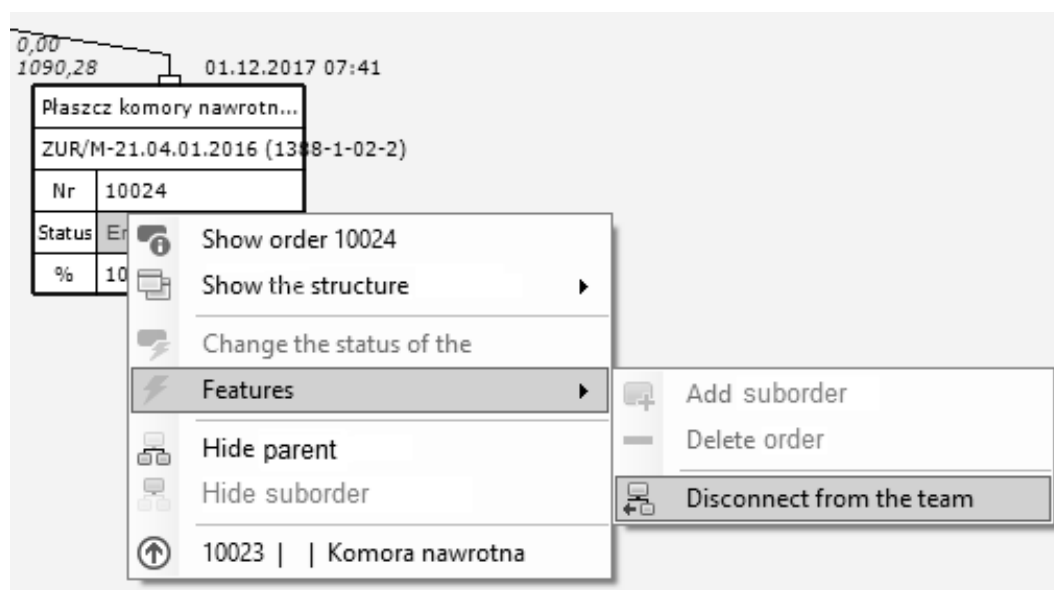 0,00
1090,28
01.12.2017 07:41
Płaszcz komory nawrotn...
ZUR/M-21.04.01.2016 (1388-1-02-2)
Nr 10024
Status
%
Show order 10024
Show the structure
Change the status of the
Features
Hide parent
Hide suborder
10023 | | Komora nawrotna
Add suborder
Delete order
Disconnect from the team